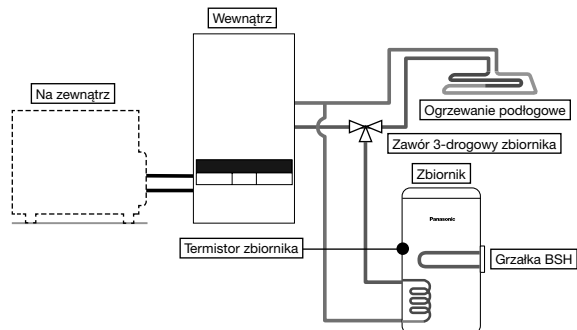 Wewnątrz
Na zewnątrz
Ogrzewanie podłogowe
Zawór 3-drogowy zbiornika
Zbiornik
Panasonic
Termistor zbiornika
Grzałka BSH